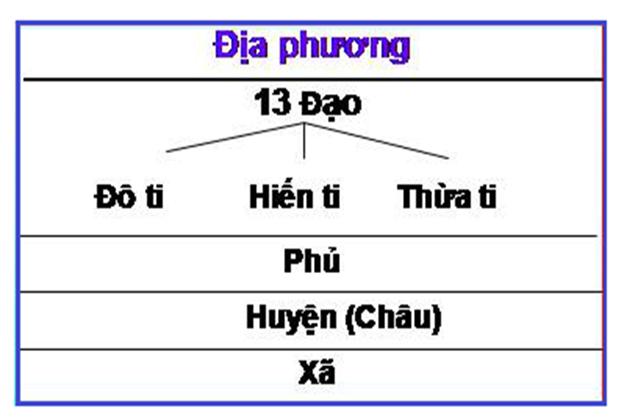 Địa phương
13 Đạo
Đô ti Hiến ti Thừa ti
Phủ
Huyện (Châu)
Xã